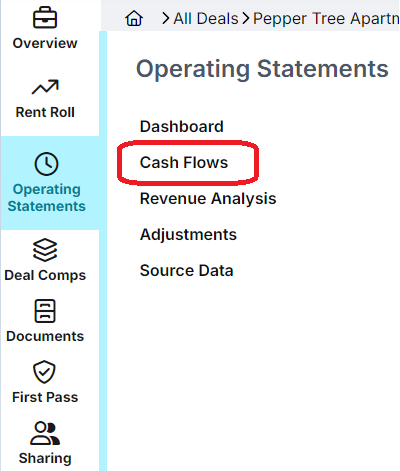 Overview
Rent Roll
Operating
Statements
Deal Comps
Documents
First Pass
Sharing
All Deals Pepper Tree Apartm
Operating Statements
Dashboard
Cash Flows
Revenue Analysis
Adjustments
Source Data